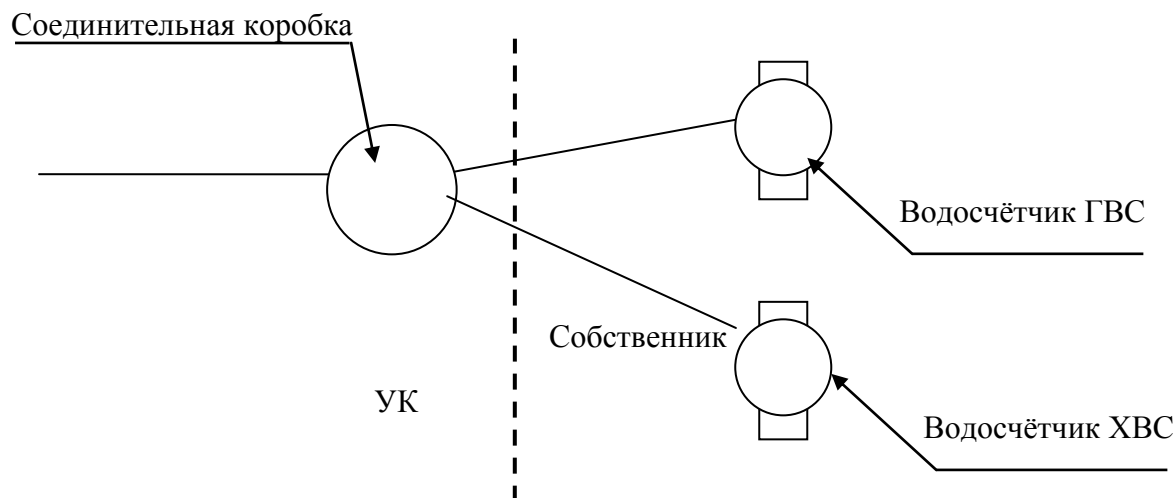 Соединительная коробка
Водосчётчик ГВС
Собственник
УК
Водосчётчик ХВС